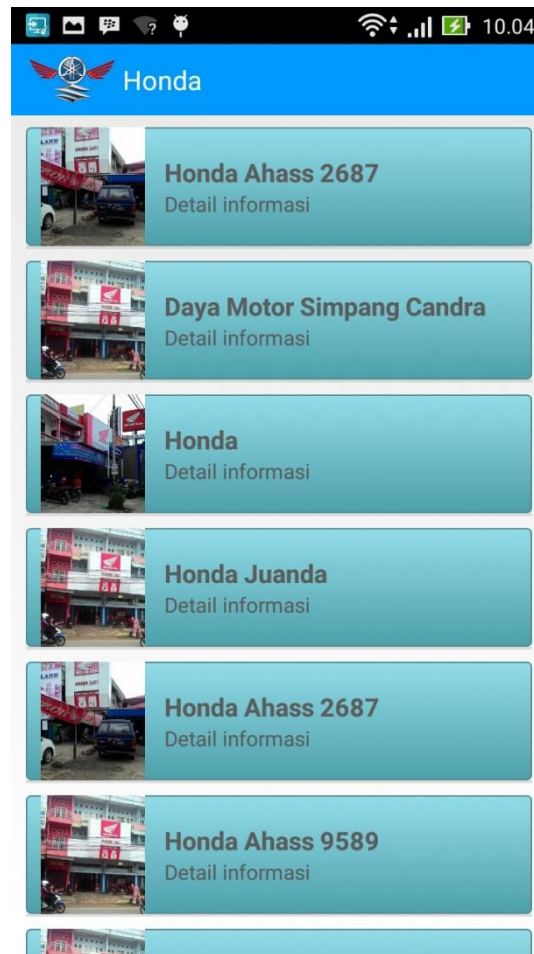 10.04
Honda
Honda Ahass 2687
Detail informasi
Daya Motor Simpang Candra
Detail informasi
Honda
Detail informasi
Honda Juanda
Detail informasi
Honda Ahass 2687
Detail informasi
Honda Ahass 9589
Detail informasi